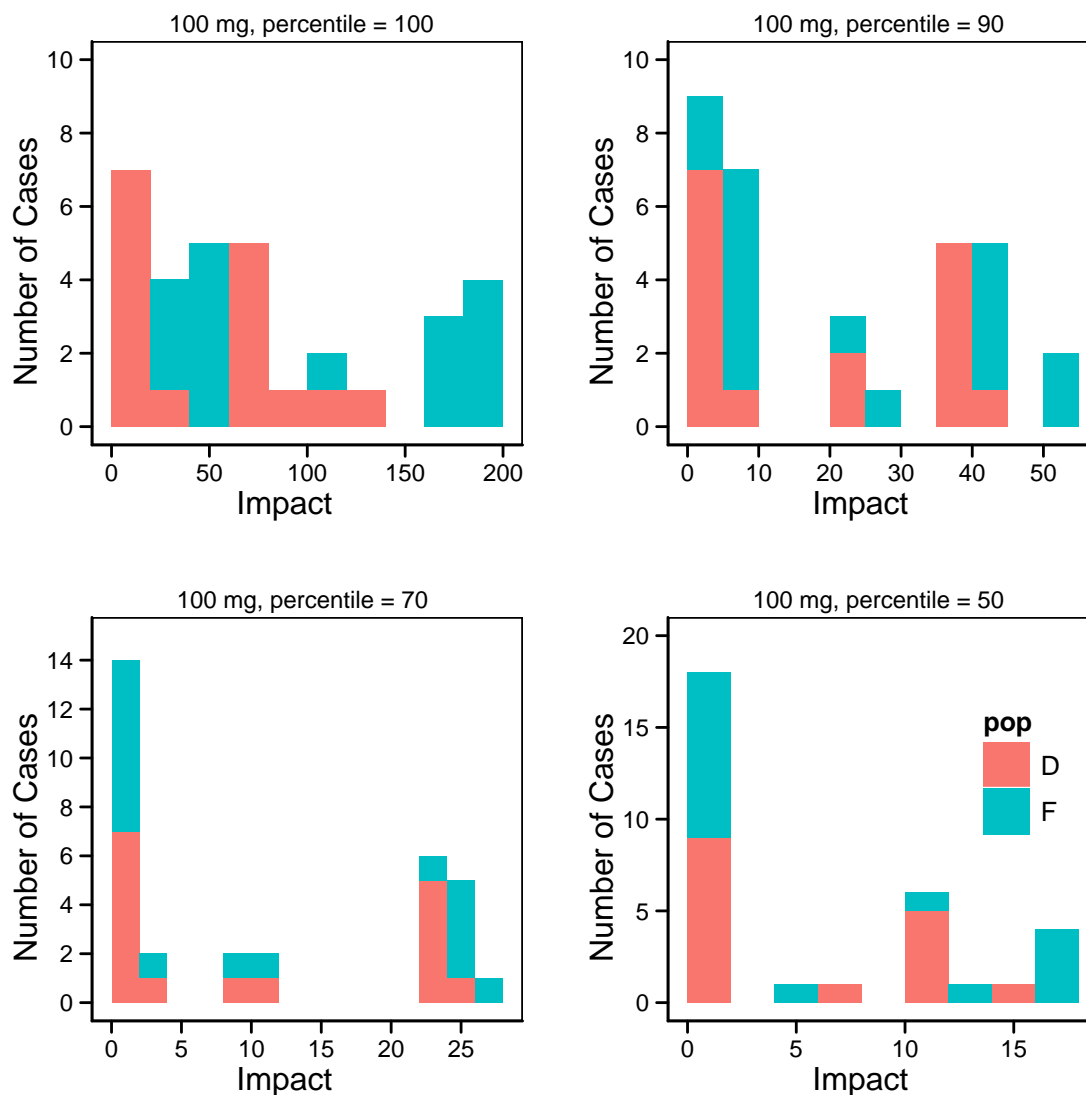 100 mg, percentile = 100
10
8
6
4
2
0
Number of Cases
0 50 100 150 200
Impact
100 mg, percentile = 90
10
8
6
4
2
0
Number of Cases
0 10 20 30 40 50
Impact
100 mg, percentile = 70
14
12
10
8
6
4
2
0
Number of Cases
0 5 10 15 20 25
Impact
100 mg, percentile = 50
20
15
10
5
0
Number of Cases
pop
D
F
0 5 10 15
Impact